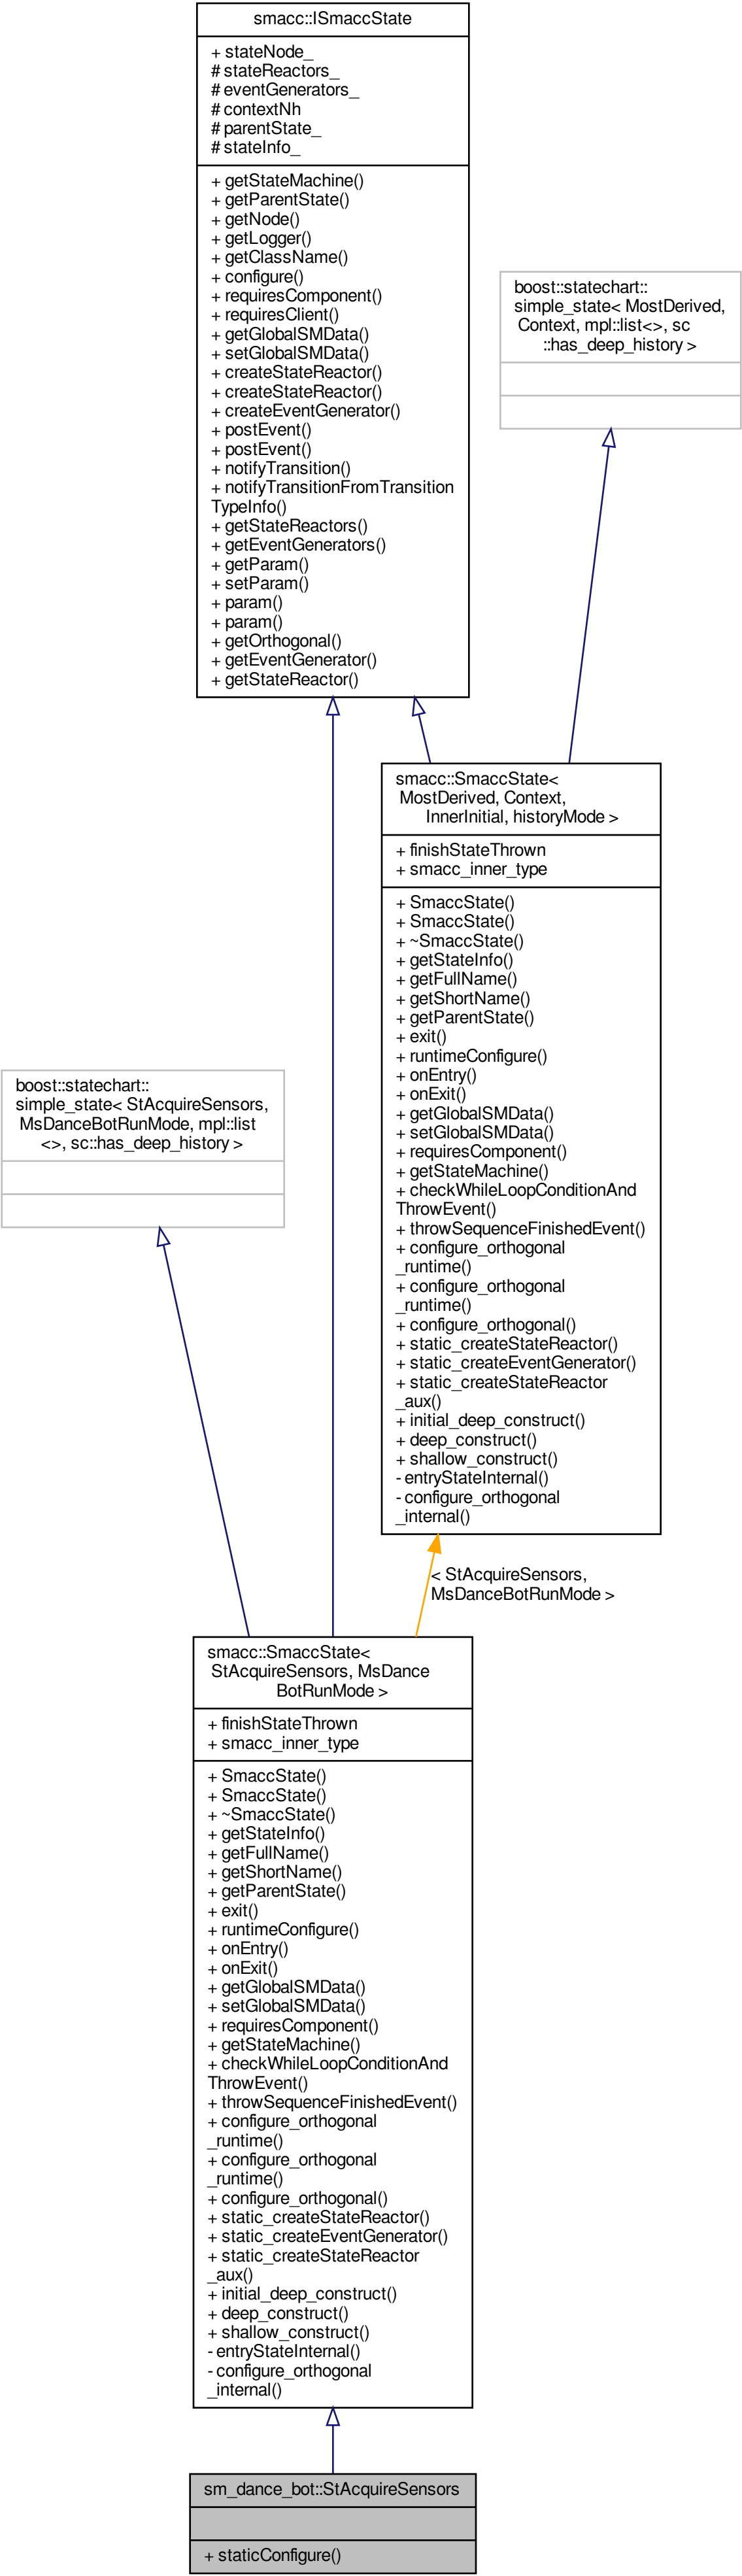 smacc::ISmaccState
+ stateNode_
# stateReactors_
# eventGenerators_
# contextNh
# parentState_
# stateInfo_
+ getStateMachine()
+ getParentState()
+ getNode()
+ getLogger()
+ getClassName()
+ configure()
+ requiresComponent()
+ requiresClient()
+ getGlobalSMData()
+ setGlobalSMData()
+ createStateReactor()
+ createStateReactor()
+ createEventGenerator()
+ postEvent()
+ postEvent()
+ notifyTransition()
+ notifyTransitionFromTransition
TypeInfo()
+ getStateReactors()
+ getEventGenerators()
+ getParam()
+ setParam()
+ param()
+ param()
+ getOrthogonal()
+ getEventGenerator()
+ getStateReactor()
boost::statechart::
simple_state< MostDerived,
Context, mpl::list<>, sc
::has_deep_history >
smacc::SmaccState<
MostDerived, Context,
InnerInitial, historyMode >
+ finishStateThrown
+ smacc_inner_type
+ SmaccState()
+ SmaccState()
+ ~SmaccState()
+ getStateInfo()
+ getFullName()
+ getShortName()
+ getParentState()
+ exit()
+ runtimeConfigure()
+ onEntry()
+ onExit()
+ getGlobalSMData()
+ setGlobalSMData()
+ requiresComponent()
+ getStateMachine()
+ checkWhileLoopConditionAnd
ThrowEvent()
+ throwSequenceFinishedEvent()
+ configure_orthogonal
_runtime()
+ configure_orthogonal
_runtime()
+ configure_orthogonal()
+ static_createStateReactor()
+ static_createEventGenerator()
+ static_createStateReactor
_aux()
+ initial_deep_construct()
+ deep_construct()
+ shallow_construct()
- entryStateInternal()
- configure_orthogonal
_internal()
boost::statechart::
simple_state< StAcquireSensors,
MsDanceBotRunMode, mpl::list
<>, sc::has_deep_history >
< StAcquireSensors,
MsDanceBotRunMode >
smacc::SmaccState<
StAcquireSensors, MsDance
BotRunMode >
+ finishStateThrown
+ smacc_inner_type
+ SmaccState()
+ SmaccState()
+ ~SmaccState()
+ getStateInfo()
+ getFullName()
+ getShortName()
+ getParentState()
+ exit()
+ runtimeConfigure()
+ onEntry()
+ onExit()
+ getGlobalSMData()
+ setGlobalSMData()
+ requiresComponent()
+ getStateMachine()
+ checkWhileLoopConditionAnd
ThrowEvent()
+ throwSequenceFinishedEvent()
+ configure_orthogonal
_runtime()
+ configure_orthogonal
_runtime()
+ configure_orthogonal()
+ static_createStateReactor()
+ static_createEventGenerator()
+ static_createStateReactor
_aux()
+ initial_deep_construct()
+ deep_construct()
+ shallow_construct()
- entryStateInternal()
- configure_orthogonal
_internal()
sm_dance_bot::StAcquireSensors
+ staticConfigure()